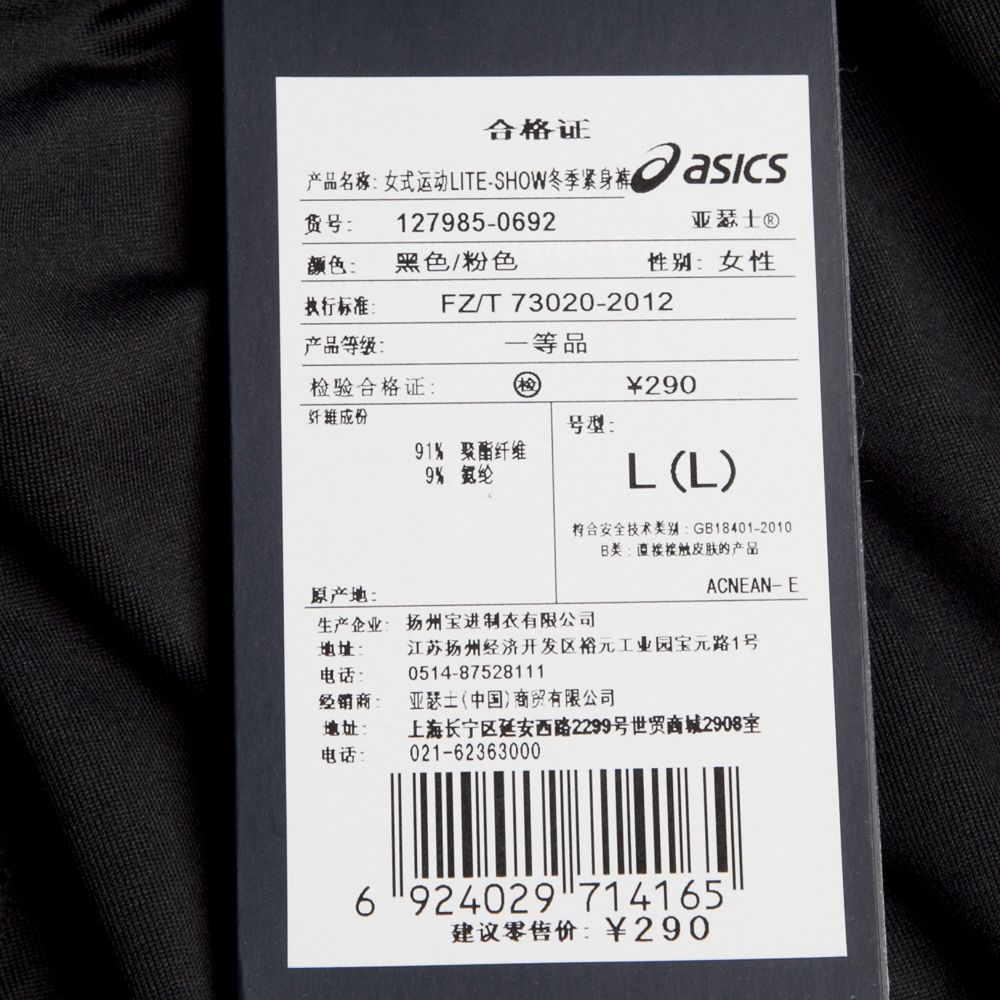 合格证
产品名称: 女式运动LITE-SHOW冬季紧身裤
asics
货号: 127985-0692 亚瑟士®
颜色: 黑色/粉色 性别: 女性
执行标准: FZ/T 73020-2012
产品等级: 一等品
检验合格证: 检 ¥290
纤维成份
91% 聚酯纤维
9% 氨纶
号型:
L (L)
符合安全技术类别: GB18401-2010
B类: 直接接触皮肤的产品
ACNEAN- E
原产地:
生产企业: 扬州宝进制衣有限公司
地址: 江苏扬州经济开发区裕元工业园宝元路1号
电话: 0514-87528111
经销商: 亚瑟士(中国)商贸有限公司
地址: 上海长宁区延安西路2299号世贸商城2908室
电话: 021-62363000
6 924029 714165
建议零售价: ¥290